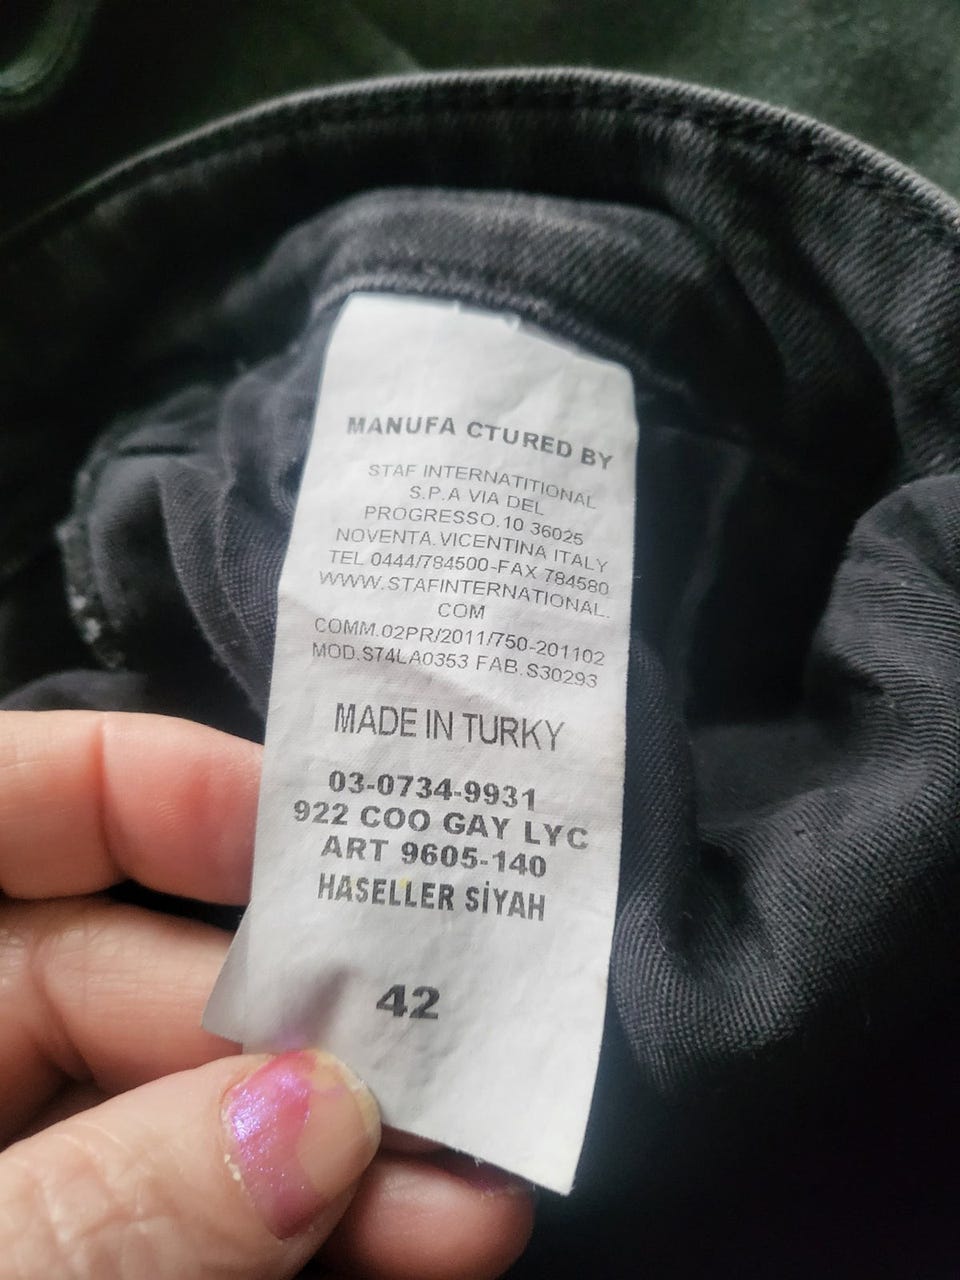 MANUFA CTURED BY
STAF INTERNATITIONAL
S.P.A VIA DEL
PROGRESSO.10 36025
NOVENTA.VICENTINA ITALY
TEL 0444/784500-FAX 784580
WWW.STAFINTERNATIONAL.
COM
COMM.02PR/2011/750-201102
MOD.S74LA0353 FAB.S30293
MADE IN TURKY
03-0734-9931
922 COO GAY LYC
ART 9605-140
HASELLER SİYAH
42